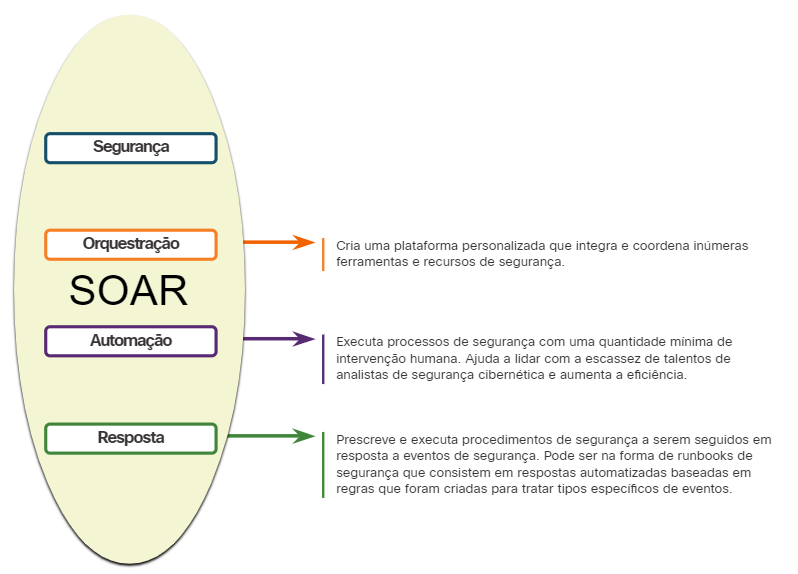 Segurança
Orquestração
Cria uma plataforma personalizada que integra e coordena inúmeras
ferramentas e recursos de segurança.
SOAR
Automação
Executa processos de segurança com uma quantidade mínima de
intervenção humana. Ajuda a lidar com a escassez de talentos de
analistas de segurança cibernética e aumenta a eficiência.
Resposta
Prescreve e executa procedimentos de segurança a serem seguidos em
resposta a eventos de segurança. Pode ser na forma de runbooks de
segurança que consistem em respostas automatizadas baseadas em
regras que foram criadas para tratar tipos específicos de eventos.